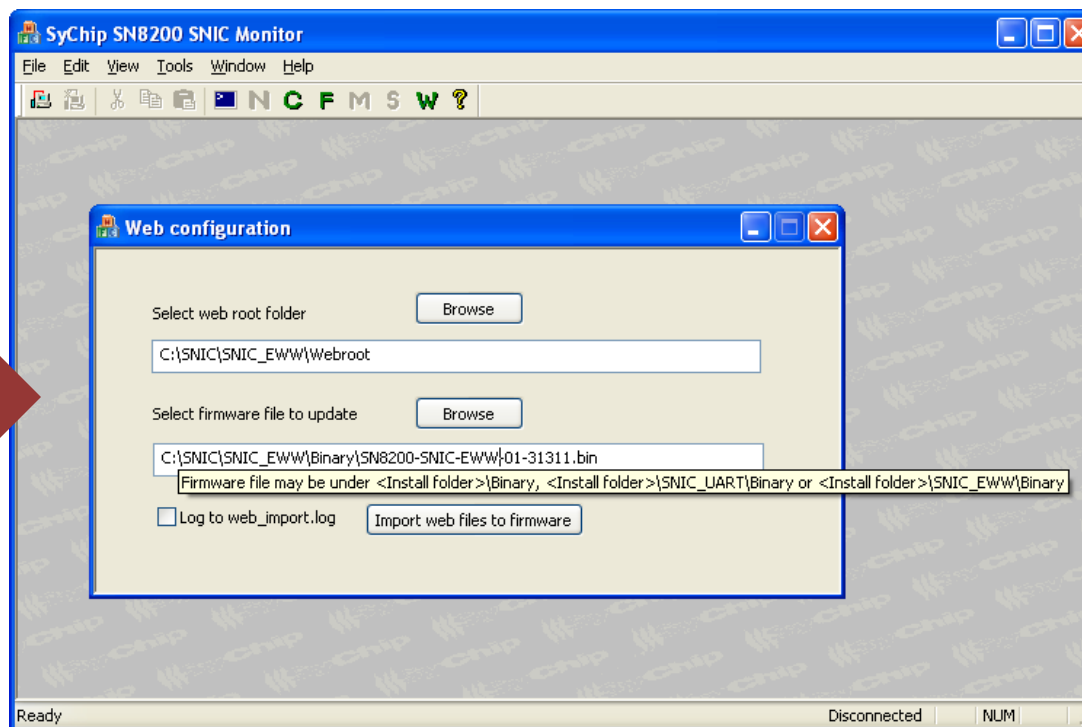 SyChip SN8200 SNIC Monitor
File Edit View Tools Window Help
N C F M S W ?
Web configuration
Select web root folder
Browse
C:\SNIC\SNIC_EWW\Webroot
Select firmware file to update
Browse
C:\SNIC\SNIC_EWW\Binary\SN8200-SNIC-EWW-01-31311.bin
Firmware file may be under <Install folder>\Binary, <Install folder>\SNIC_UART\Binary or <Install folder>\SNIC_EWW\Binary
Log to web_import.log
Import web files to firmware
Ready
Disconnected
NUM